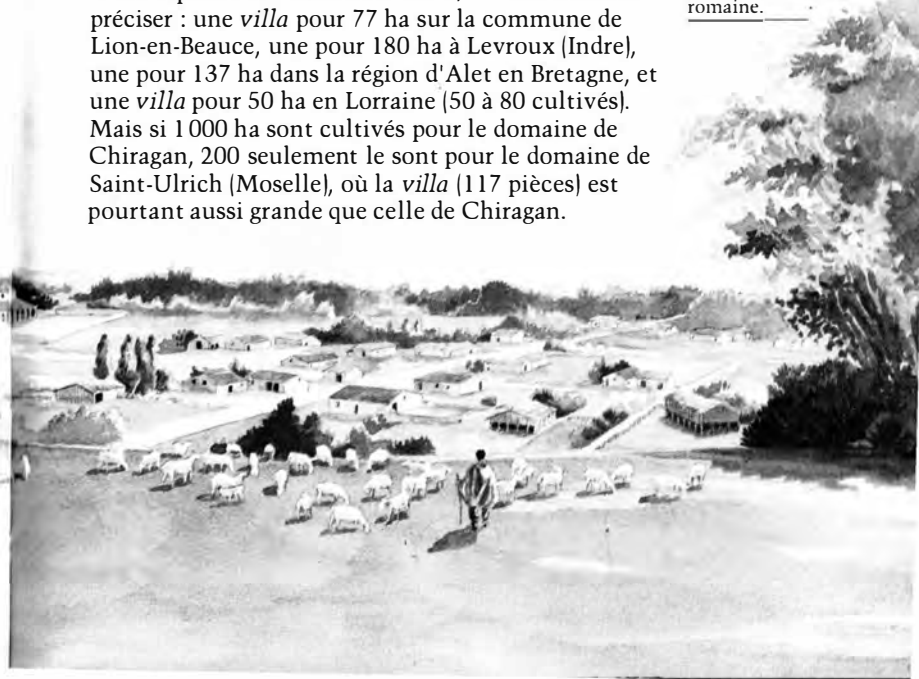 préciser : une villa pour 77 ha sur la commune de
Lion-en-Beauce, une pour 180 ha à Levroux (Indre),
une pour 137 ha dans la région d'Alet en Bretagne, et
une villa pour 50 ha en Lorraine (50 à 80 cultivés).
Mais si 1 000 ha sont cultivés pour le domaine de
Chiragan, 200 seulement le sont pour le domaine de
Saint-Ulrich (Moselle), où la villa (117 pièces) est
pourtant aussi grande que celle de Chiragan.
romaine.